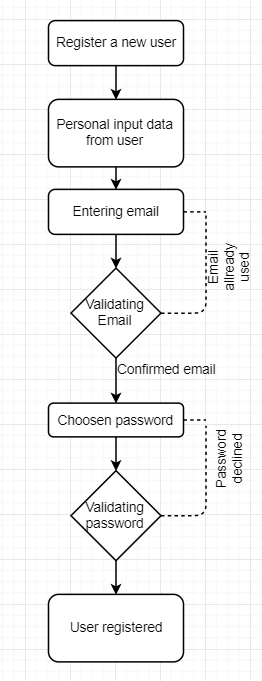 Register a new user
Personal input data
from user
Entering email
Email
allready
used
Validating
Email
Confirmed email
Choosen password
Password
declined
Validating
password
User registered